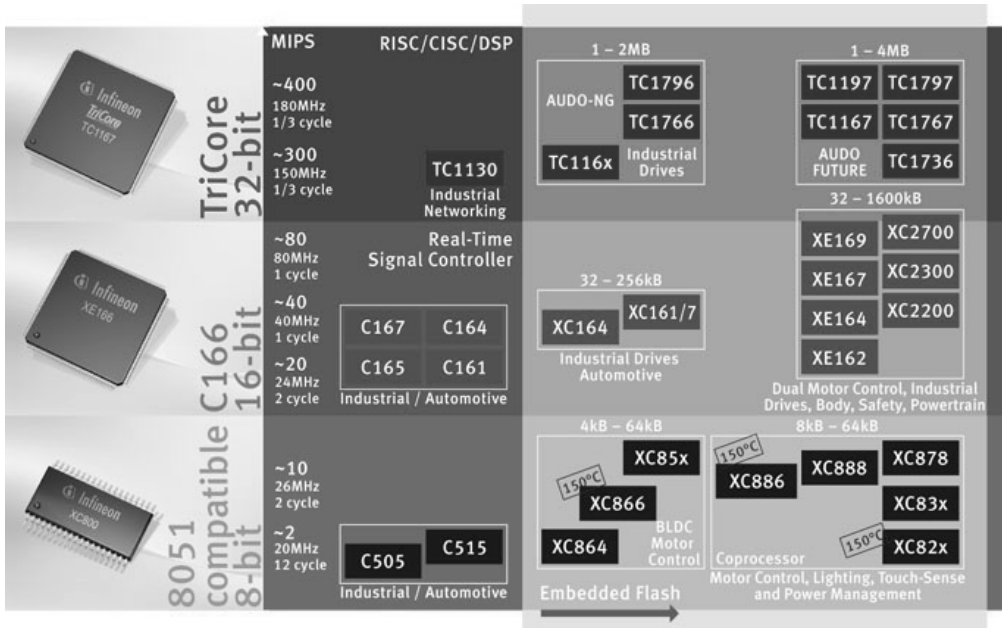 MIPS
RISC/CISC/DSP
TriCore
32-bit
Infineon
TriCore
TC1167
~400
180MHz
1/3 cycle
~300
150MHz
1/3 cycle
TC1130
Industrial
Networking
1 – 2MB
AUDO-NG
TC1796
TC1766
TC116x
Industrial
Drives
1 – 4MB
TC1197
TC1797
TC1167
TC1767
AUDO
FUTURE
TC1736
C166
16-bit
Infineon
XE166
~80
80MHz
1 cycle
~40
40MHz
1 cycle
~20
24MHz
2 cycle
Real-Time
Signal Controller
C167
C164
C165
C161
Industrial / Automotive
32 – 256kB
XC164
XC161/7
Industrial Drives
Automotive
32 – 1600kB
XE169
XC2700
XE167
XC2300
XE164
XC2200
XE162
Dual Motor Control, Industrial
Drives, Body, Safety, Powertrain
8051
compatible
8-bit
Infineon
XC800
~10
26MHz
2 cycle
~2
20MHz
12 cycle
C505
C515
Industrial / Automotive
4kB – 64kB
XC85x
150°C
XC866
XC864
BLDC
Motor
Control
8kB – 64kB
150°C
XC886
XC888
XC878
XC83x
150°C
XC82x
Coprocessor
Motor Control, Lighting, Touch-Sense
and Power Management
Embedded Flash